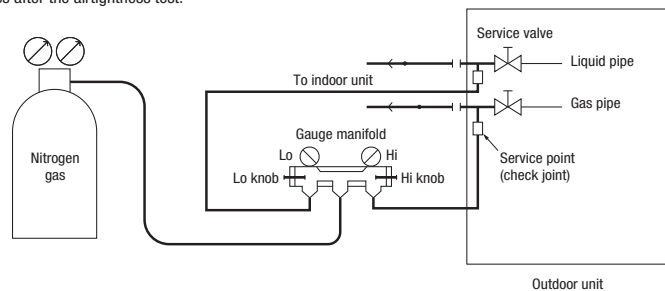 after the airtightness test.
Service valve
Liquid pipe
To indoor unit
Gas pipe
Gauge manifold
Lo
Hi
Nitrogen
gas
Lo knob
Hi knob
Service point
(check joint)
Outdoor unit